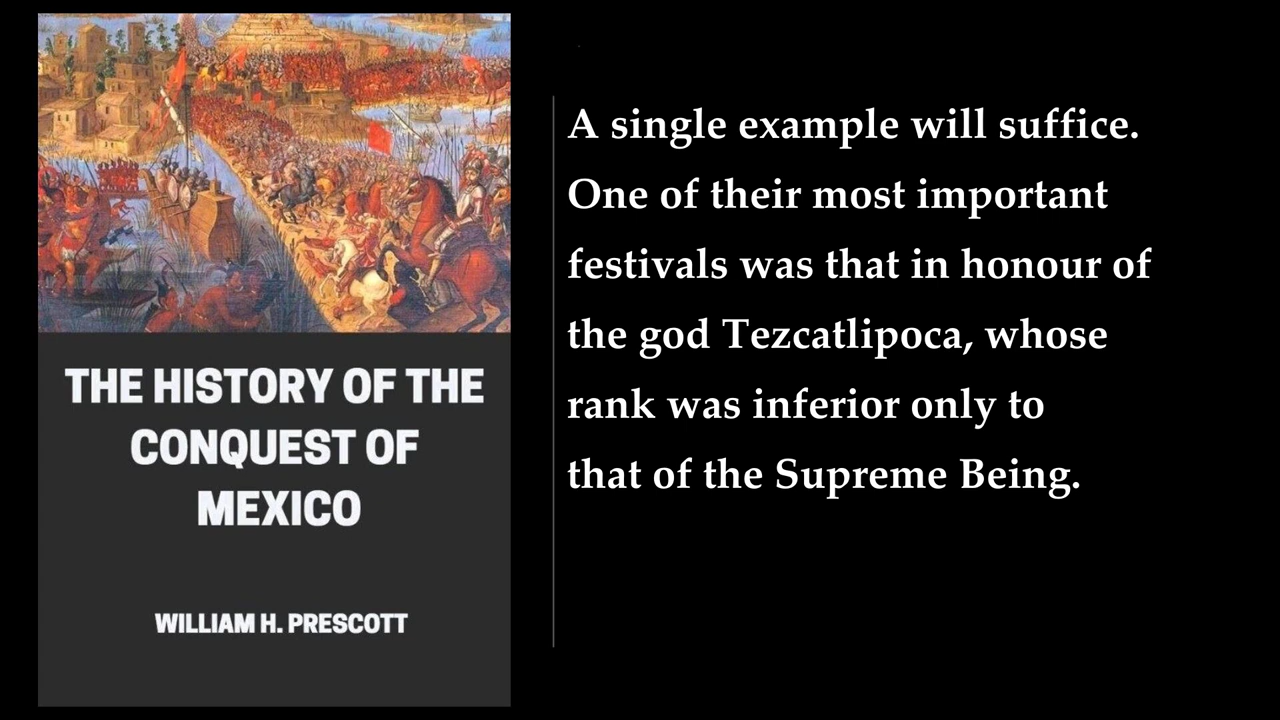 THE HISTORY OF THE
CONQUEST OF
MEXICO
WILLIAM H. PRESCOTT
A single example will suffice.
One of their most important
festivals was that in honour of
the god Tezcatlipoca, whose
rank was inferior only to
that of the Supreme Being.